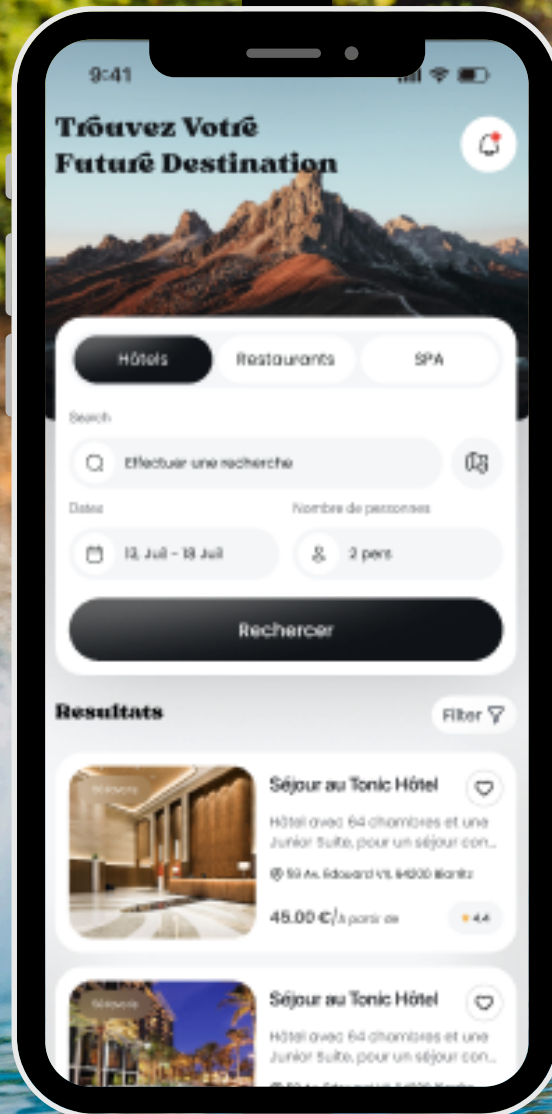 9:41
Trouvez Votre
Future Destination
Hôtels
Restaurants
SPA
Search
Effectuer une recherche
Dates
Nombre de personnes
13, Juil - 18 Juil
2 pers
Rechercer
Resultats
Filter
Séjour au Tonic Hôtel
Hôtel avec 64 chambres et une
Junior Suite, pour un séjour con...
Av. Edouard VII, 64200 Biarritz
45.00 €/À partir de
4.4
Séjour au Tonic Hôtel
Hôtel avec 64 chambres et une
Junior Suite, pour un séjour con...